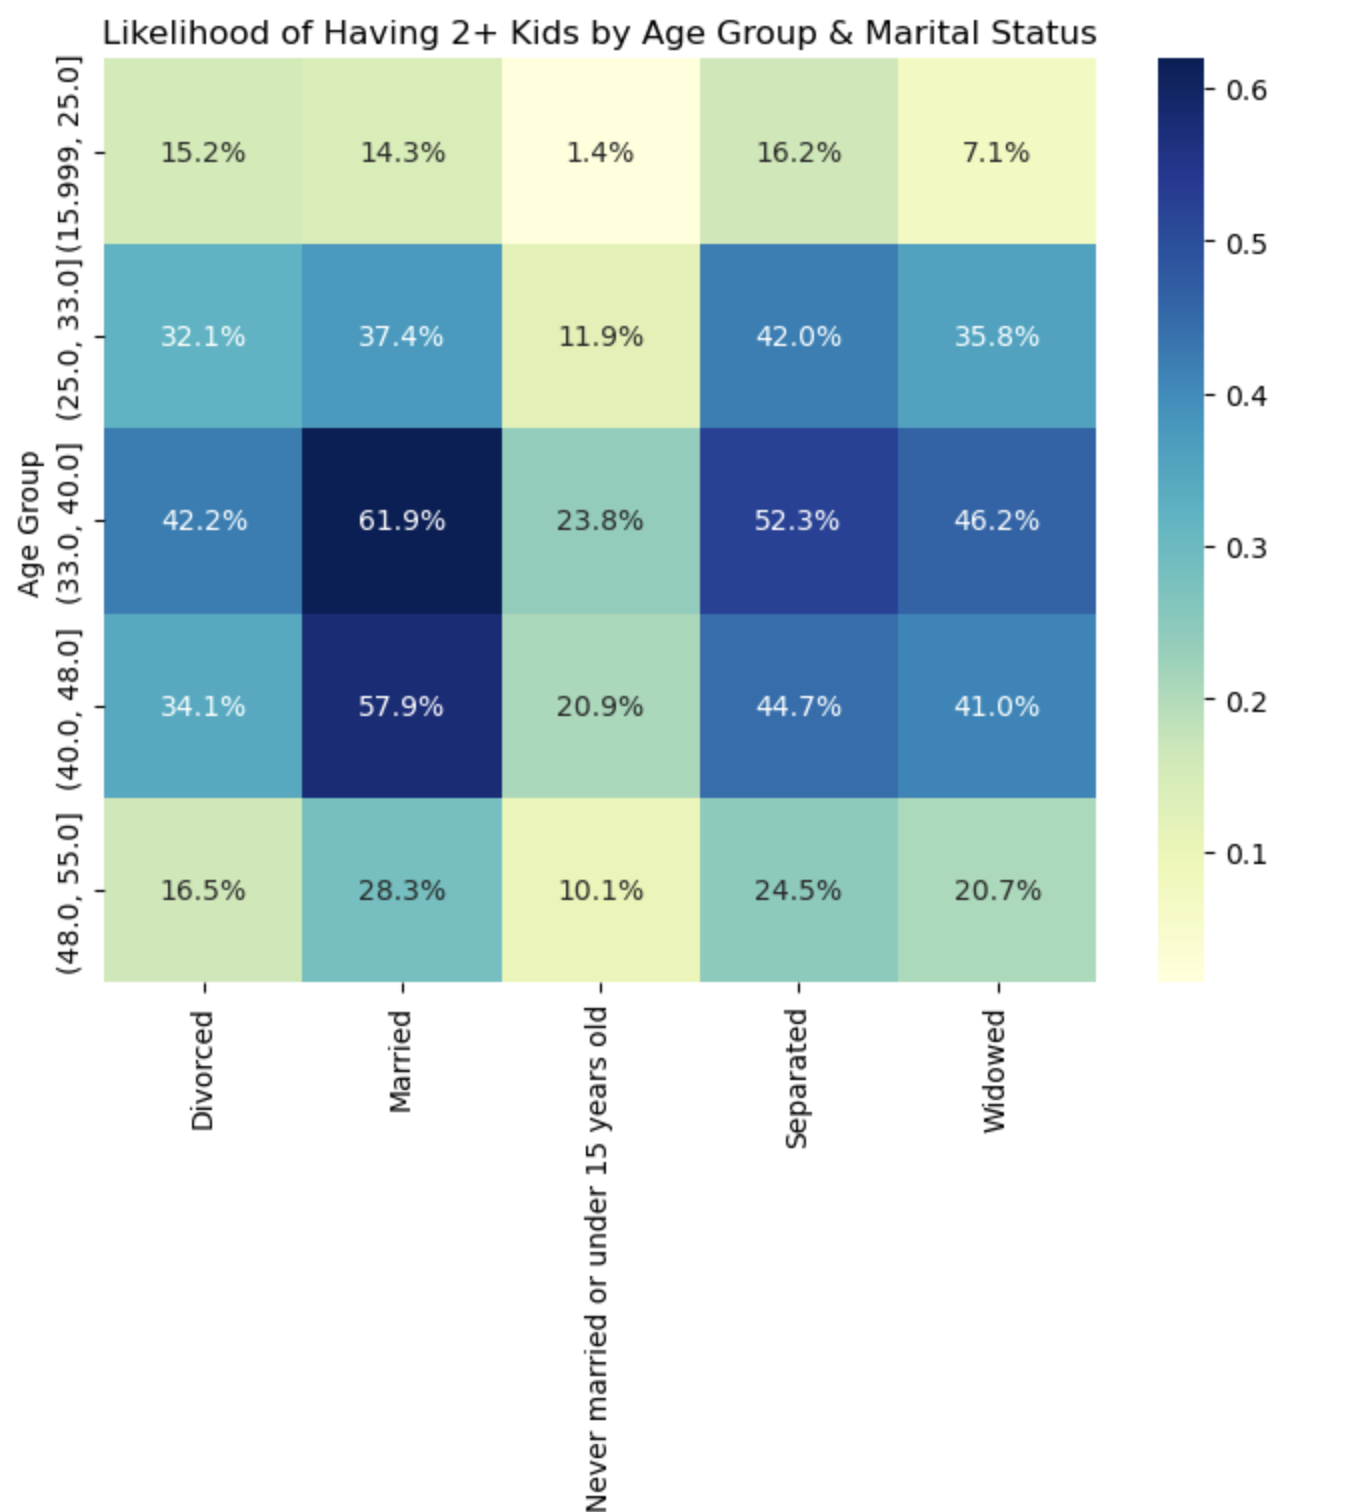 Likelihood of Having 2+ Kids by Age Group & Marital Status
Age Group
(15.999, 25.0]
15.2% 14.3% 1.4% 16.2% 7.1%
(25.0, 33.0]
32.1% 37.4% 11.9% 42.0% 35.8%
(33.0, 40.0]
42.2% 61.9% 23.8% 52.3% 46.2%
(40.0, 48.0]
34.1% 57.9% 20.9% 44.7% 41.0%
(48.0, 55.0]
16.5% 28.3% 10.1% 24.5% 20.7%
Divorced
Married
Never married or under 15 years old
Separated
Widowed
0.6
0.5
0.4
0.3
0.2
0.1